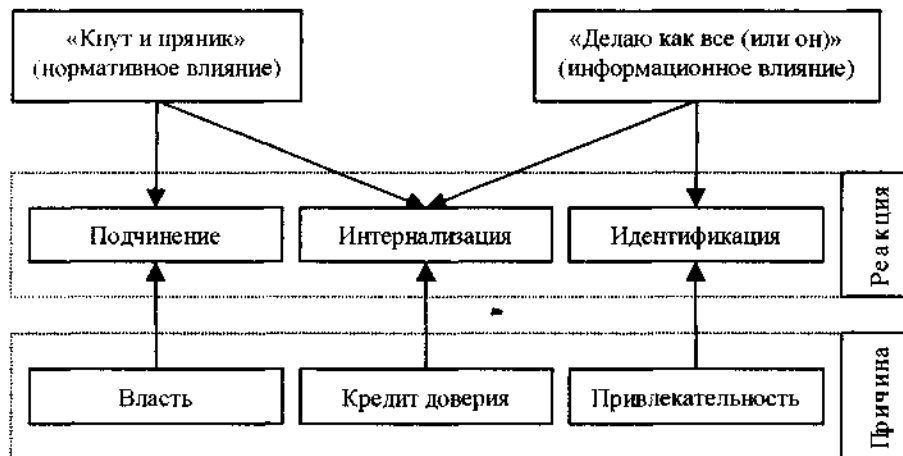 «Кнут и пряник»
(нормативное влияние)
«Делаю как все (или он)»
(информационное влияние)
Подчинение
Интернализация
Идентификация
Реакция
Власть
Кредит доверия
Привлекательность
Причина